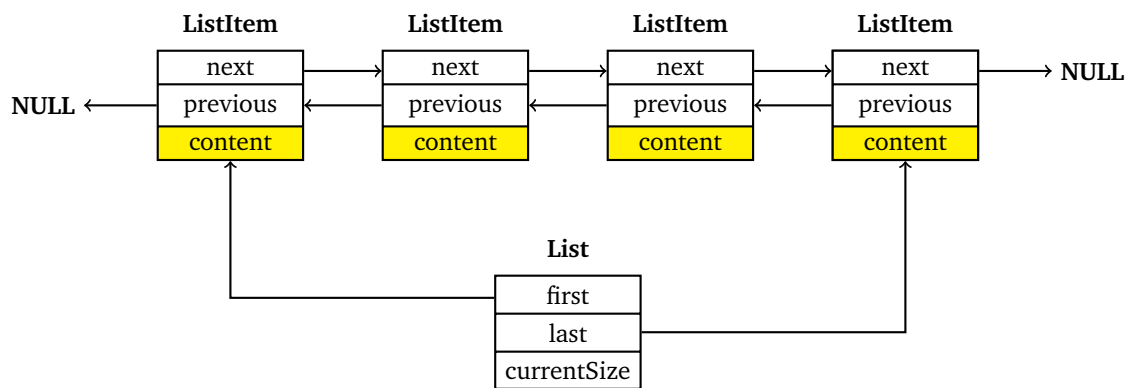 ListItem ListItem ListItem ListItem
next next next next NULL
NULL previous previous previous previous
content content content content
List
first
last
currentSize